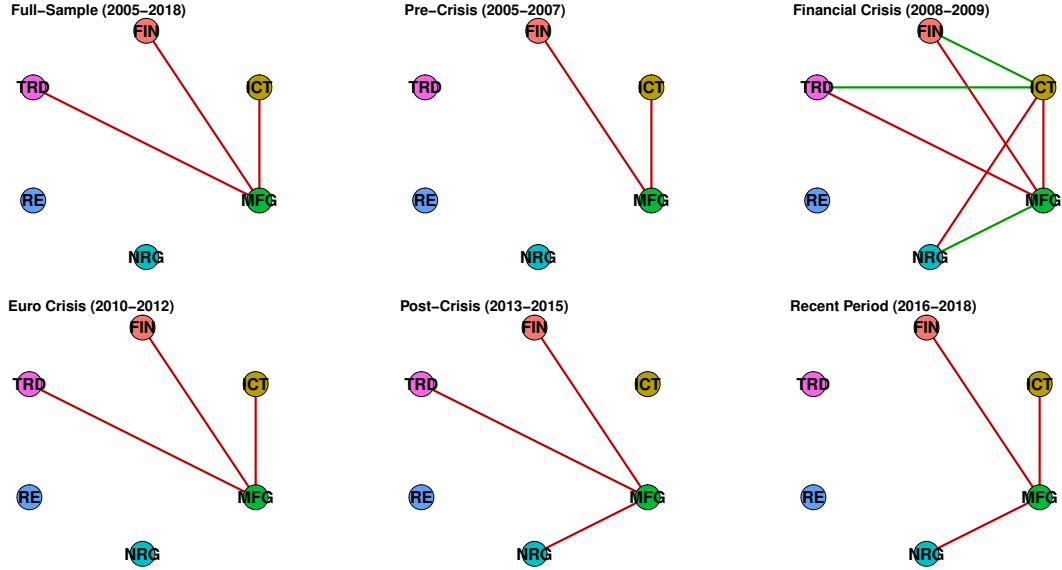 Full−Sample (2005−2018)
FIN
TRD
ICT
RE
MFG
NRG
Pre−Crisis (2005−2007)
FIN
TRD
ICT
RE
MFG
NRG
Financial Crisis (2008−2009)
FIN
TRD
ICT
RE
MFG
NRG
Euro Crisis (2010−2012)
FIN
TRD
ICT
RE
MFG
NRG
Post−Crisis (2013−2015)
FIN
TRD
ICT
RE
MFG
NRG
Recent Period (2016−2018)
FIN
TRD
ICT
RE
MFG
NRG